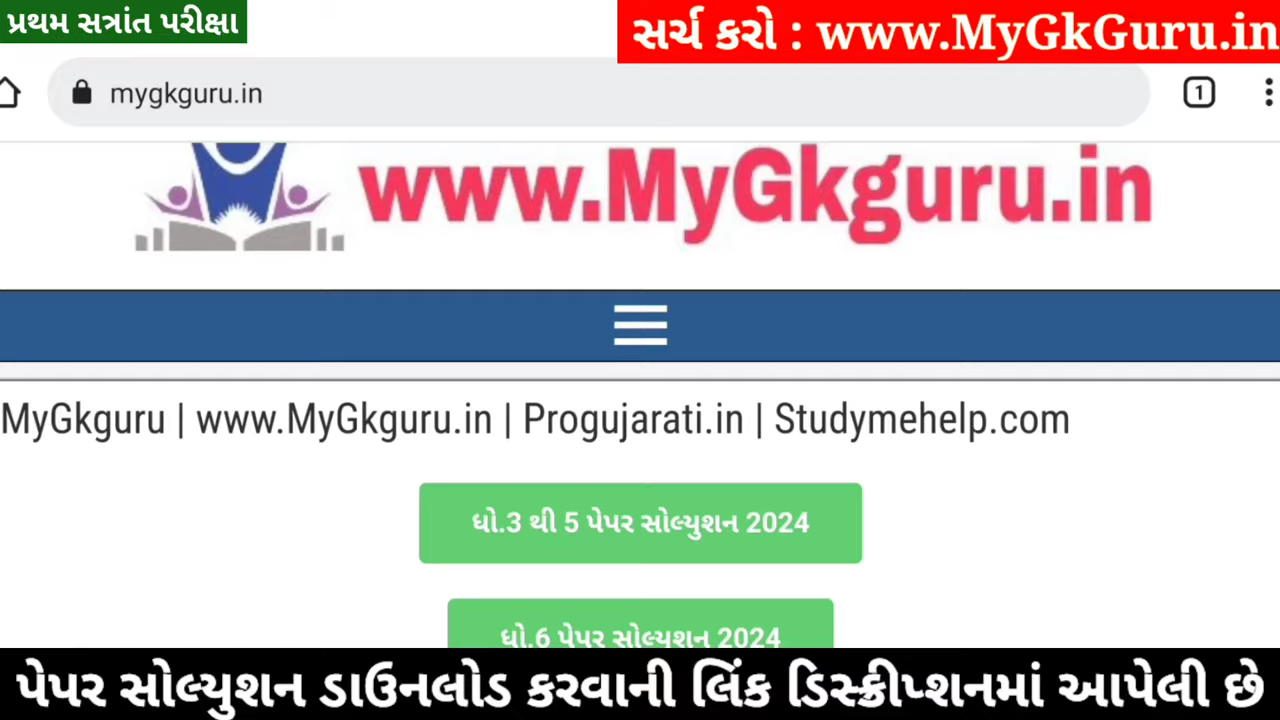 પ્રથમ સત્રાંત પરીક્ષા
સર્ચ કરો : www.MyGkGuru.in
mygkguru.in
1
www.MyGkguru.in
MyGkguru | www.MyGkguru.in | Progujarati.in | Studymehelp.com
ધો.3 થી 5 પેપર સોલ્યુશન 2024
ધો.6 પેપર સોલ્યુશન 2024
પેપર સોલ્યુશન ડાઉનલોડ કરવાની લિંક ડિસ્ક્રીપ્શનમાં આપેલી છે